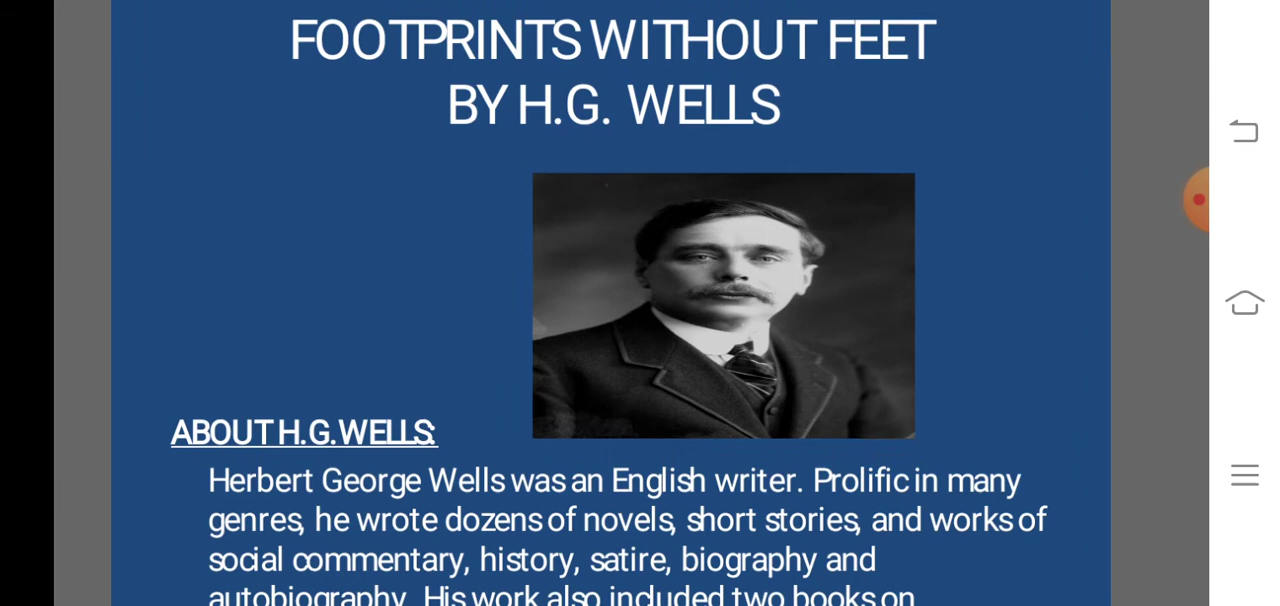 FOOTPRINTS WITHOUT FEET
BY H.G. WELLS
ABOUT H.G.WELLS:
Herbert George Wells was an English writer. Prolific in many
genres, he wrote dozens of novels, short stories, and works of
social commentary, history, satire, biography and
autobiography. His work also included two books on